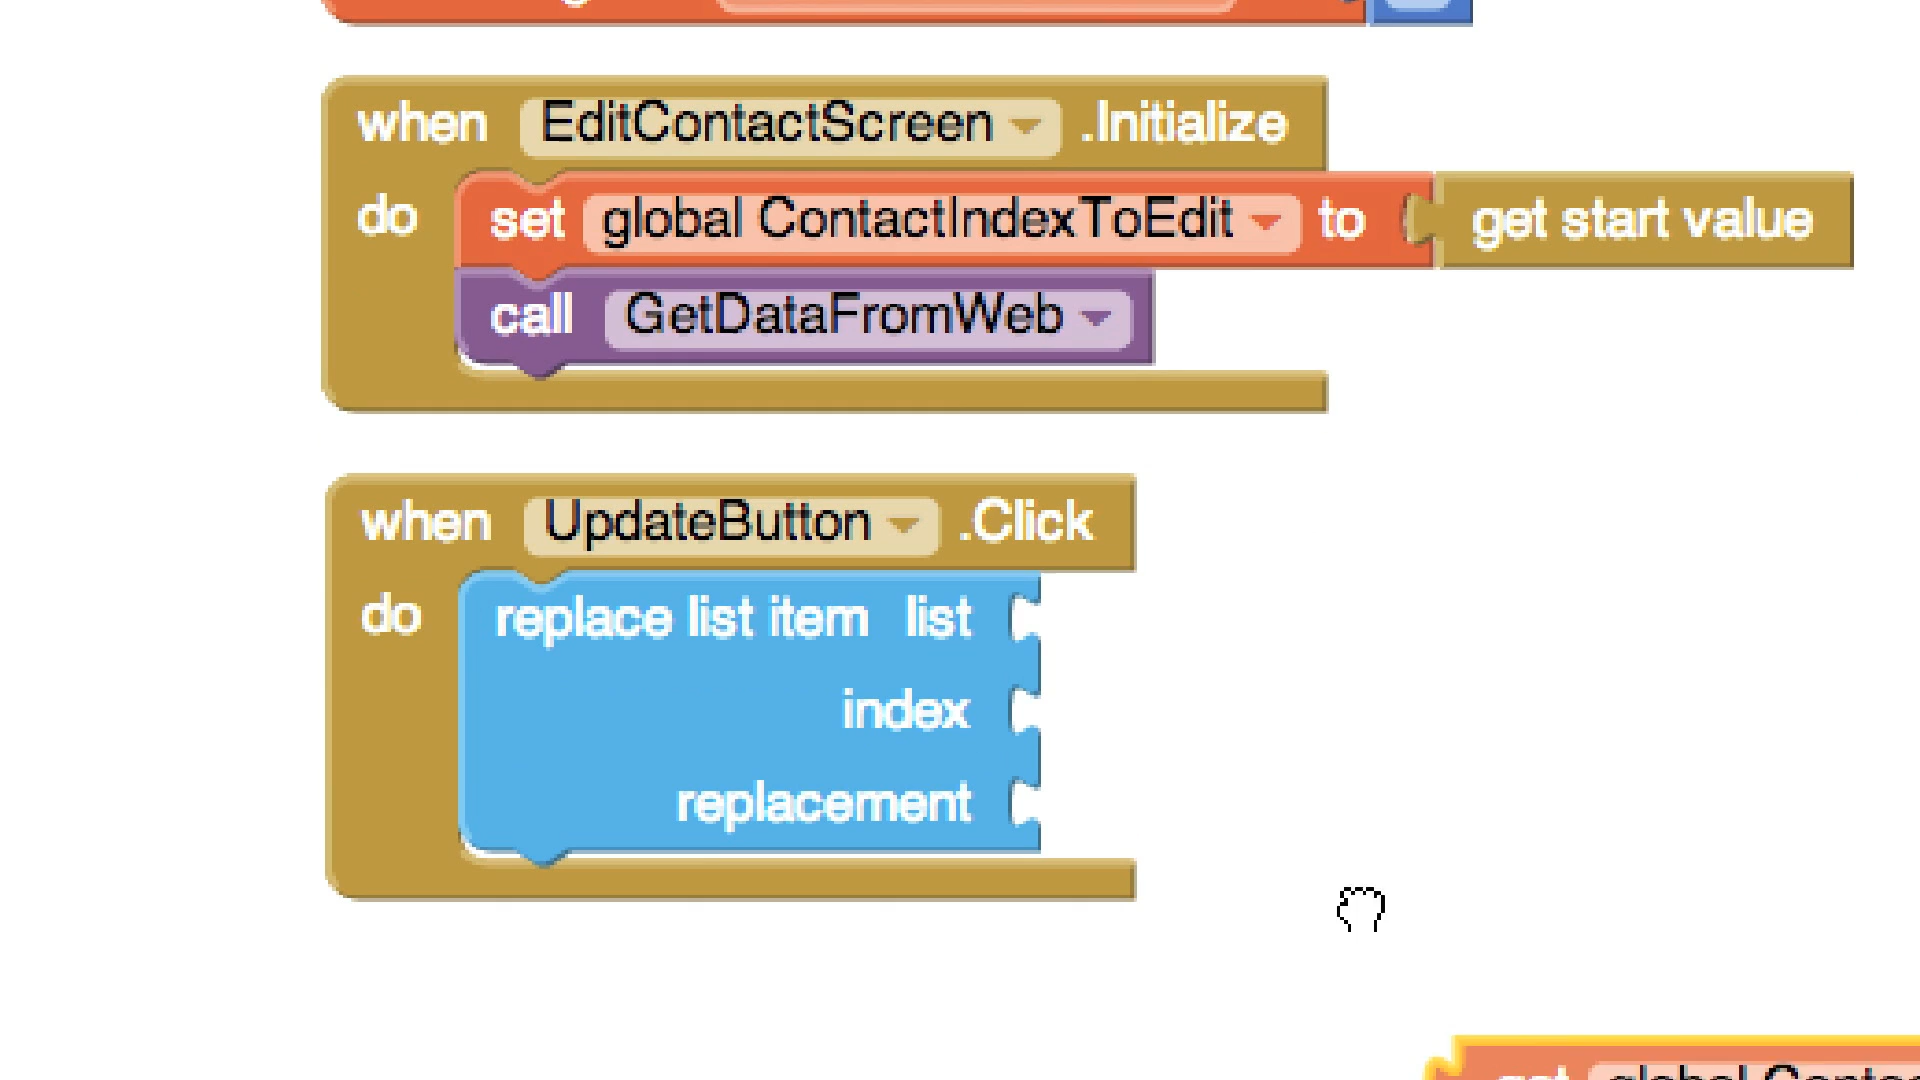 when EditContactScreen .Initialize
do set global ContactIndexToEdit to get start value
call GetDataFromWeb
when UpdateButton .Click
do replace list item list
index
replacement
global